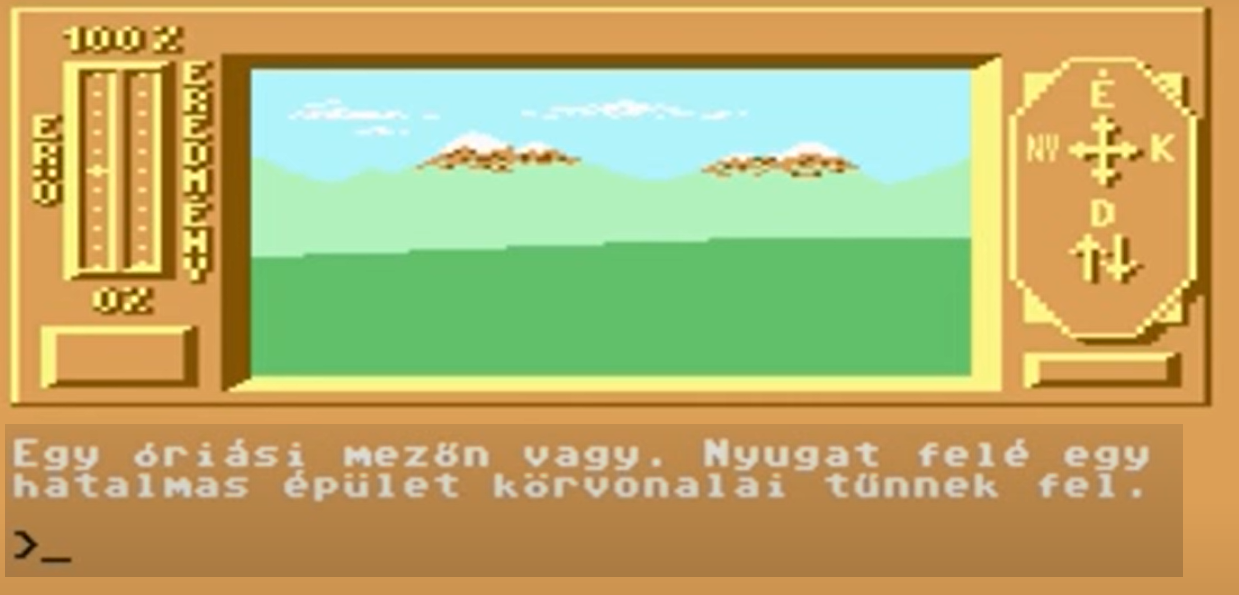 100 %
ERŐ
EREDMÉNY
0%
É
NY
K
D
Egy óriási mezőn vagy. Nyugat felé egy
hatalmas épület körvonalai tűnnek fel.
>_